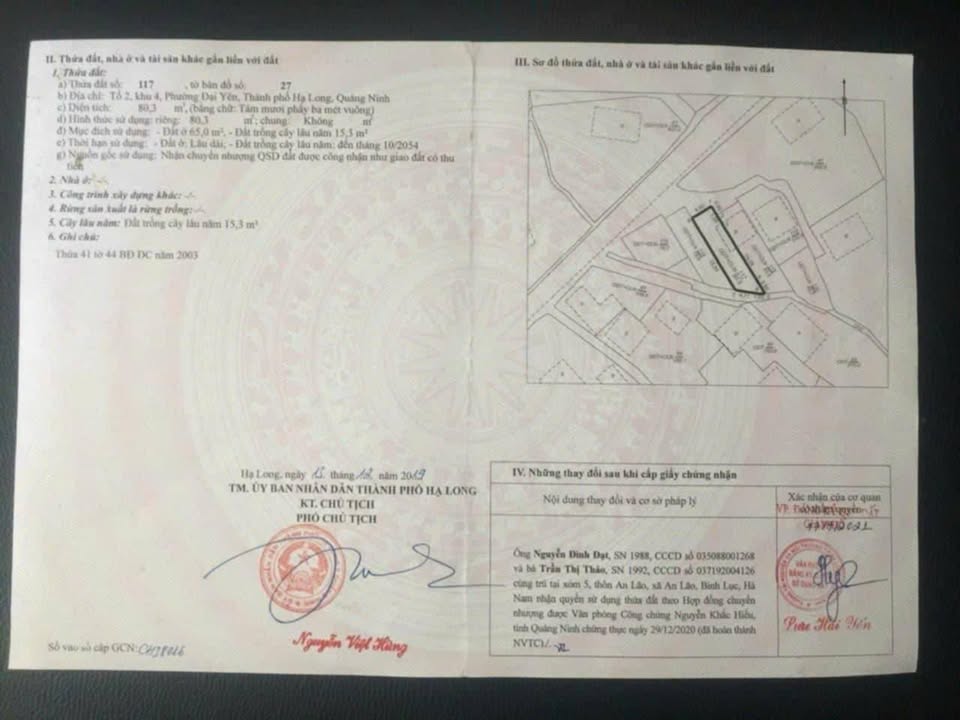 II. Thửa đất, nhà ở và tài sản khác gắn liền với đất
1. Thửa đất:
a) Thửa đất số: 117 , tờ bản đồ số: 27
b) Địa chỉ: Tổ 2, khu 4, Phường Đại Yên, Thành phố Hạ Long, Quảng Ninh
c) Diện tích: 80,3 m², (bằng chữ: Tám mươi phẩy ba mét vuông)
d) Hình thức sử dụng: riêng: 80,3 m²; chung: Không m²
đ) Mục đích sử dụng: - Đất ở 65,0 m², - Đất trồng cây lâu năm 15,3 m²
e) Thời hạn sử dụng: - Đất ở: Lâu dài; - Đất trồng cây lâu năm: đến tháng 10/2054
g) Nguồn gốc sử dụng: Nhận chuyển nhượng QSD đất được công nhận như giao đất có thu
tiền
2. Nhà ở: -/-
3. Công trình xây dựng khác: -/-
4. Rừng sản xuất là rừng trồng: -/-
5. Cây lâu năm: Đất trồng cây lâu năm 15,3 m²
6. Ghi chú:
Thửa 41 tờ 44 BĐ ĐC năm 2003
Hạ Long, ngày 13 tháng 12 năm 2019
TM. ỦY BAN NHÂN DÂN THÀNH PHỐ HẠ LONG
KT. CHỦ TỊCH
PHÓ CHỦ TỊCH
Nguyễn Việt Hùng
Số vào sổ cấp GCN:
III. Sơ đồ thửa đất, nhà ở và tài sản khác gắn liền với đất
IV. Những thay đổi sau khi cấp giấy chứng nhận
Nội dung thay đổi và cơ sở pháp lý
Xác nhận của cơ quan
có thẩm quyền
Ông Nguyễn Đình Đạt, SN 1988, CCCD số 035088001268
và bà Trần Thị Thảo, SN 1992, CCCD số 037192004126
cùng trú tại xóm 5, thôn An Lão, xã An Lão, Bình Lục, Hà
Nam nhận quyền sử dụng thửa đất theo Hợp đồng chuyển
nhượng được Văn phòng Công chứng Nguyễn Khắc Hiếu,
tỉnh Quảng Ninh chứng thực ngày 29/12/2020 (đã hoàn thành
NVTC)./.
Lưu Hải Yến